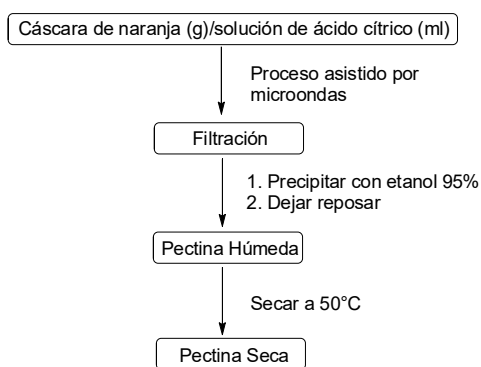 Cáscara de naranja (g)/solución de ácido cítrico (ml)
Proceso asistido por
microondas
Filtración
1. Precipitar con etanol 95%
2. Dejar reposar
Pectina Húmeda
Secar a 50°C
Pectina Seca